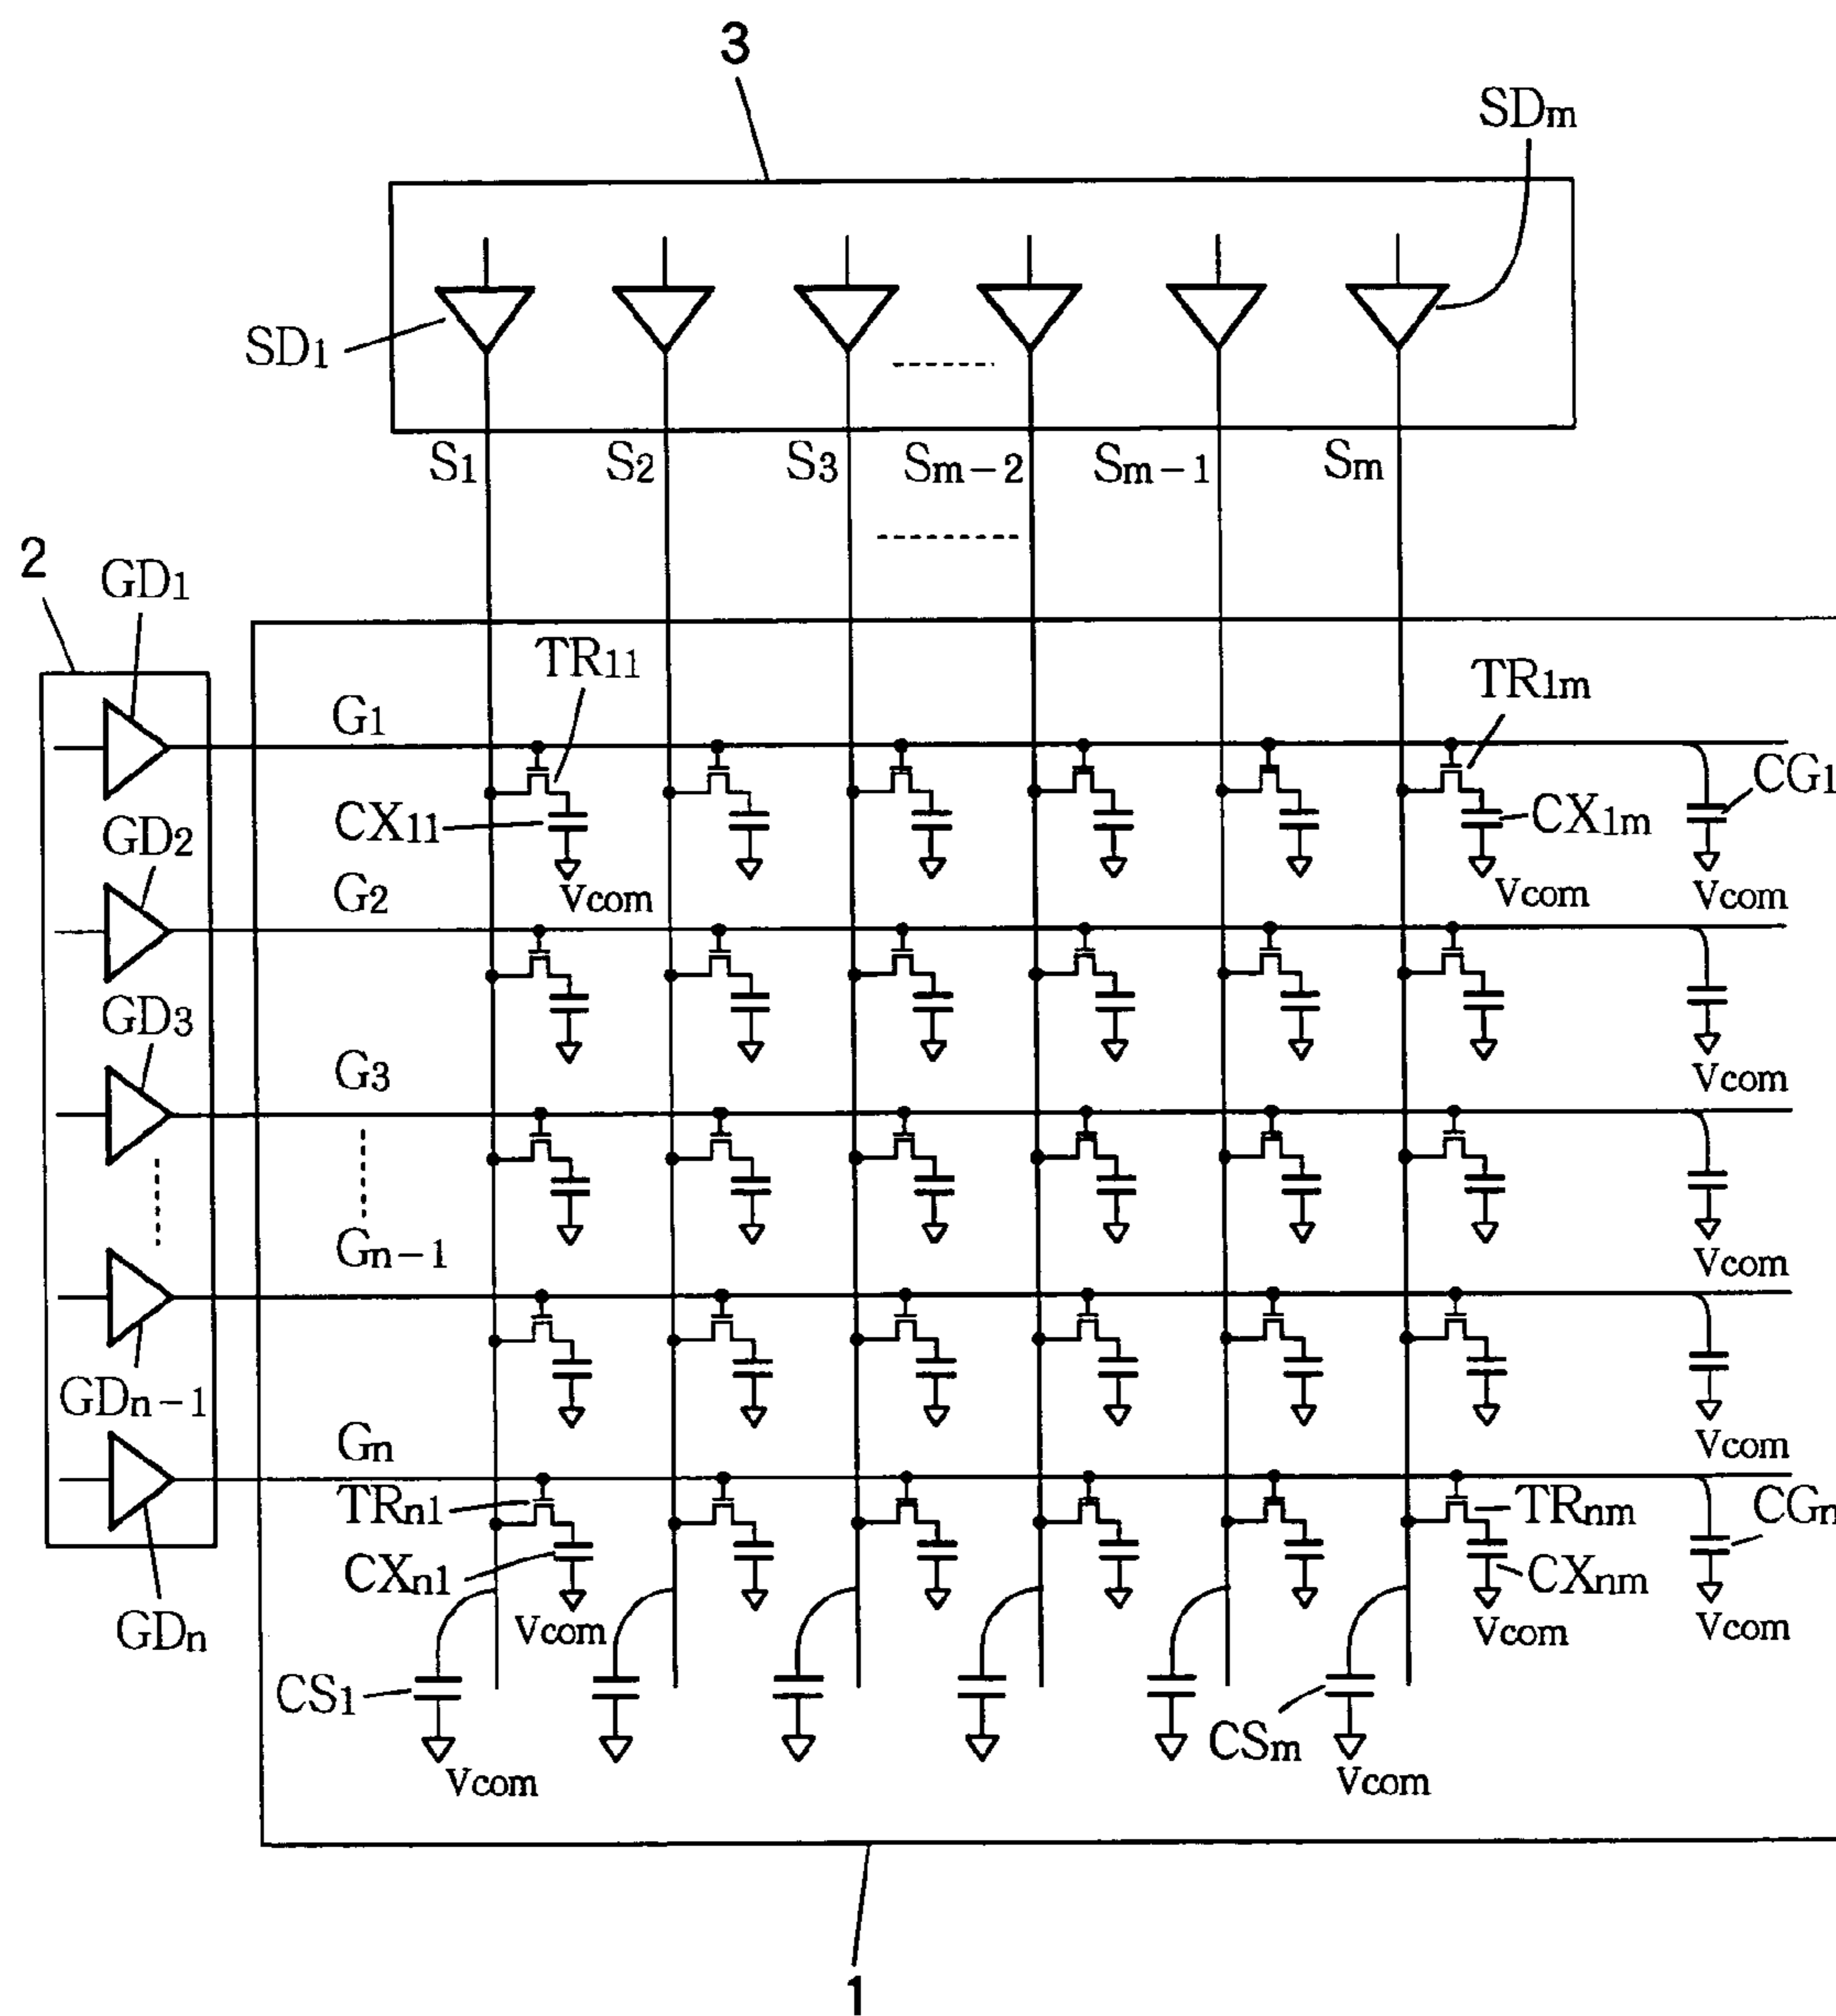 3
SDm
SD1
S1 S2 S3 Sm-2 Sm-1 Sm
2
GD1
TR11
TR1m
G1
CG1
CX11
CX1m
GD2
G2
Vcom
Vcom
Vcom
GD3
G3
Vcom
Gn-1
Vcom
GDn-1
Gn
Vcom
TRn1
TRnm
CGn
CXn1
CXnm
GDn
Vcom
Vcom
Vcom
CS1
CSm
Vcom
Vcom
1